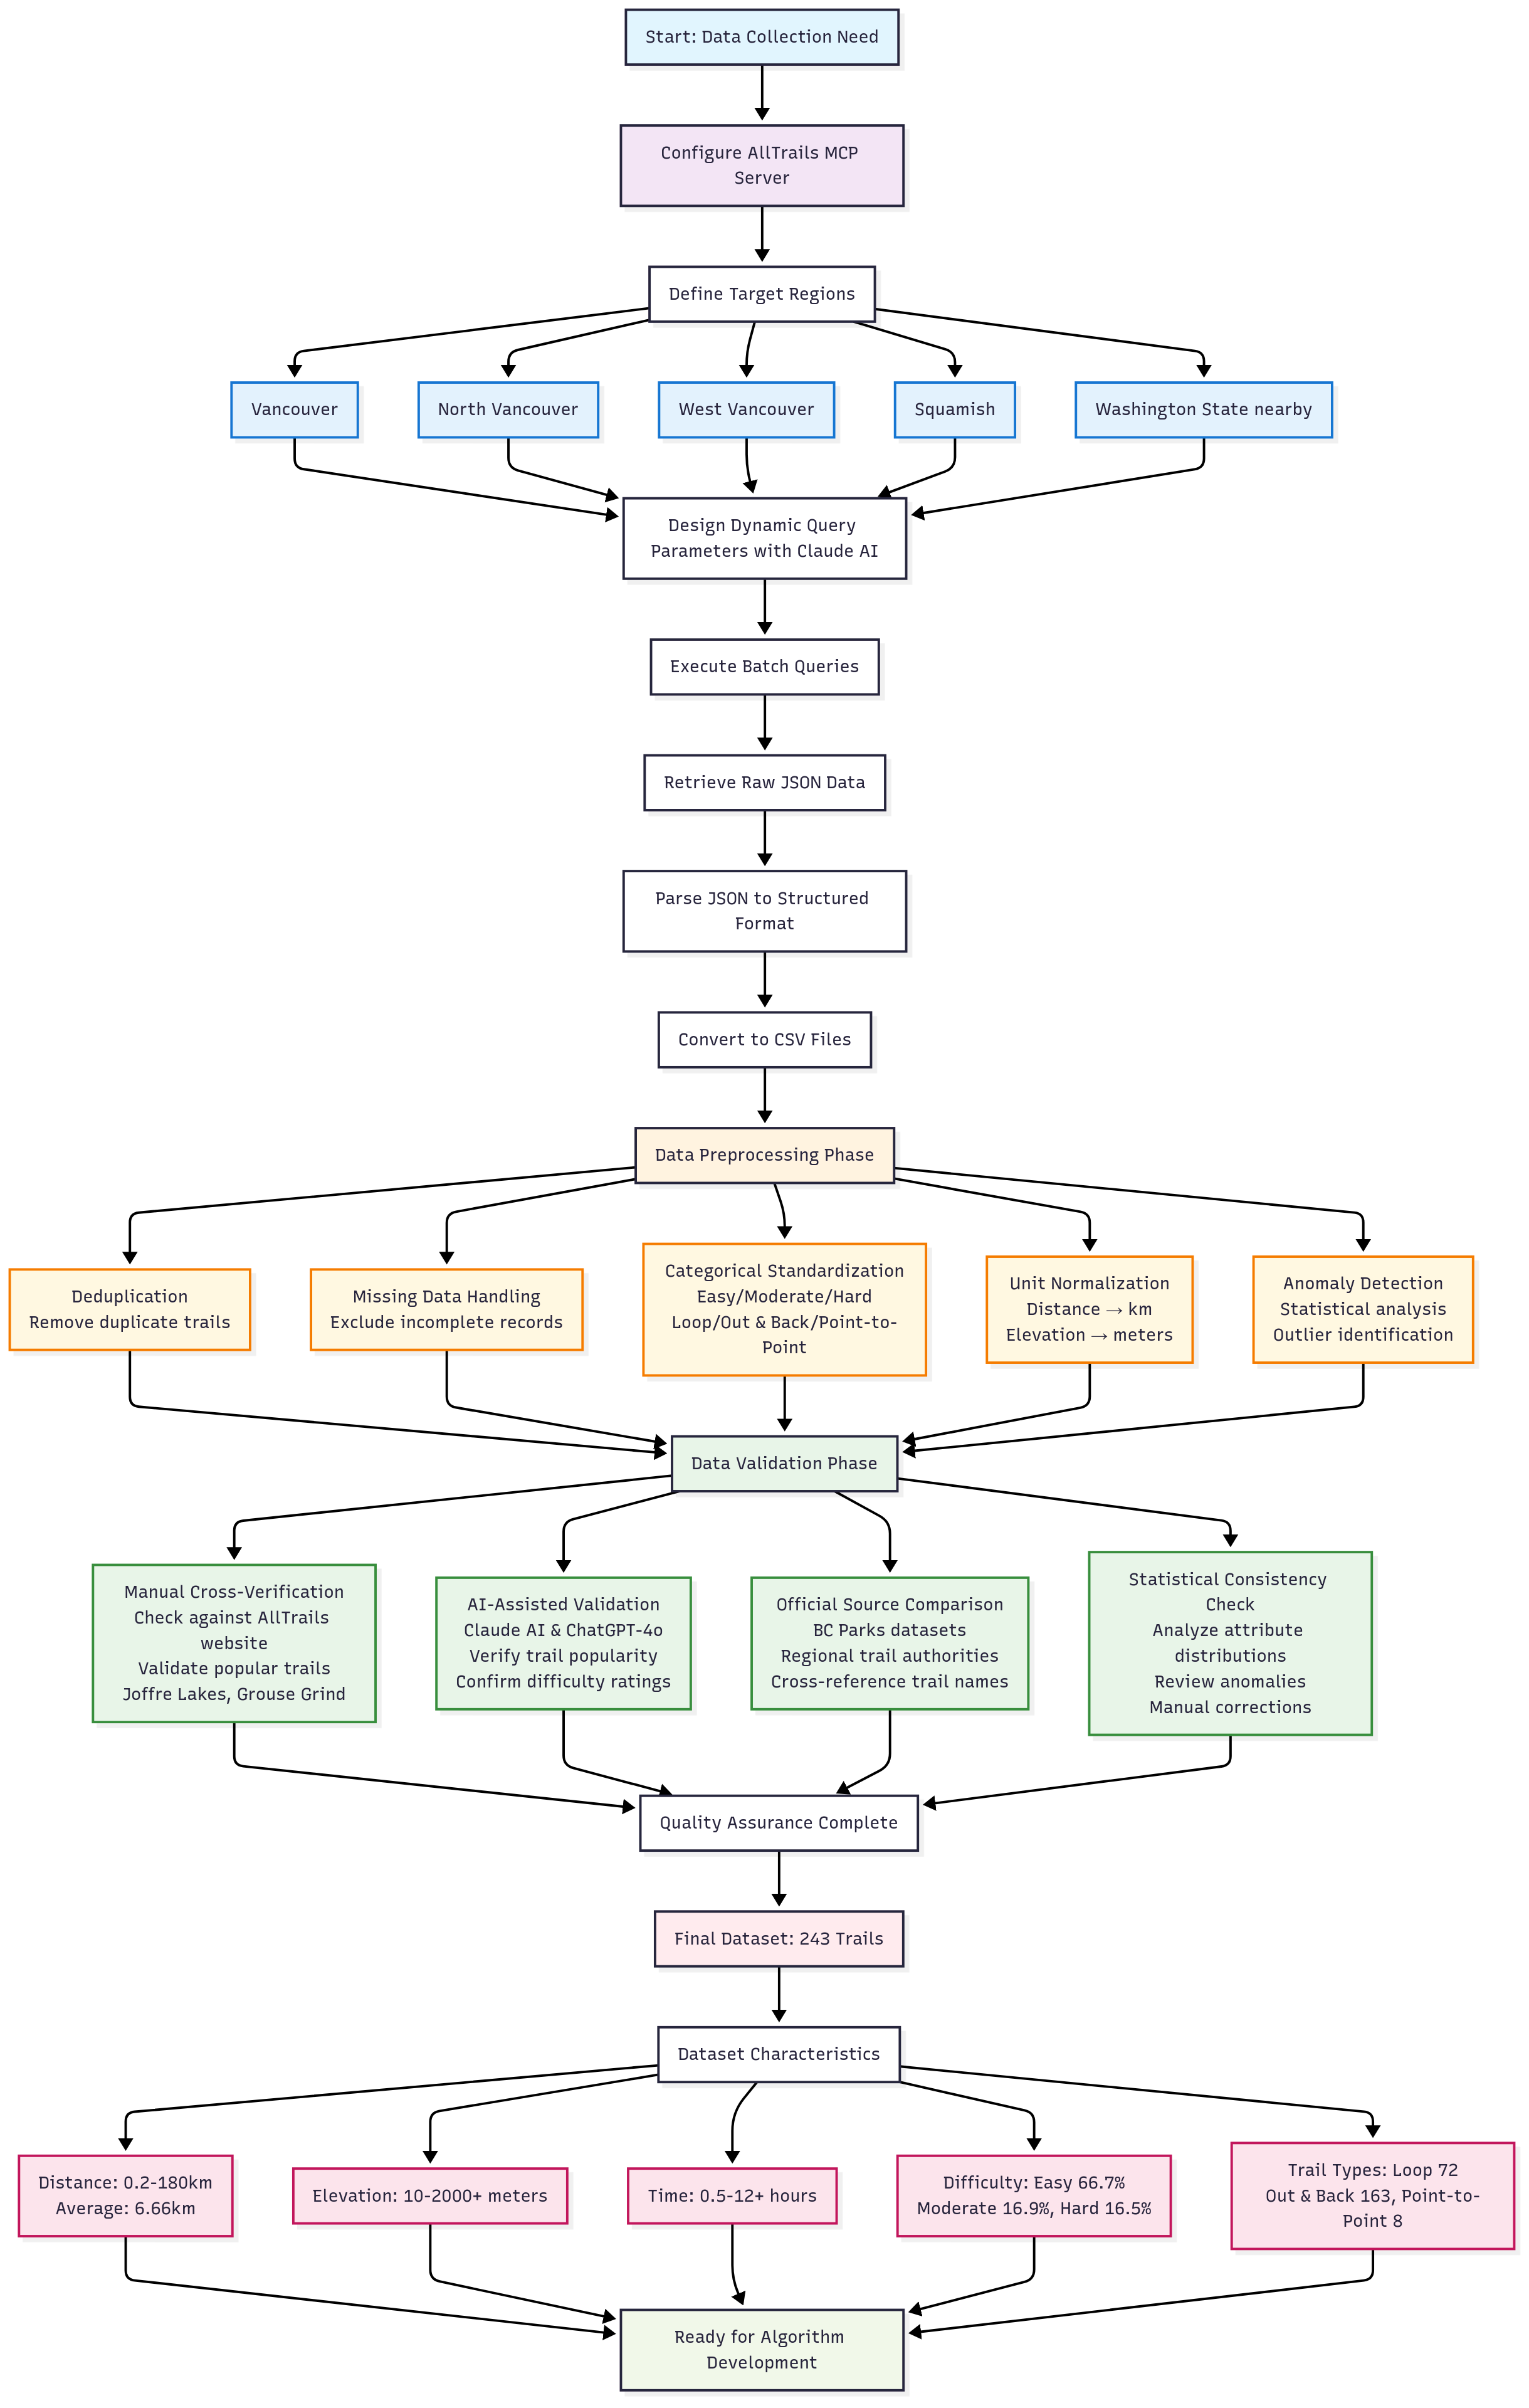 Start: Data Collection Need
Configure AllTrails MCP
Server
Define Target Regions
Vancouver
North Vancouver
West Vancouver
Squamish
Washington State nearby
Design Dynamic Query
Parameters with Claude AI
Execute Batch Queries
Retrieve Raw JSON Data
Parse JSON to Structured
Format
Convert to CSV Files
Data Preprocessing Phase
Deduplication
Remove duplicate trails
Missing Data Handling
Exclude incomplete records
Categorical Standardization
Easy/Moderate/Hard
Loop/Out & Back/Point-to-
Point
Unit Normalization
Distance → km
Elevation → meters
Anomaly Detection
Statistical analysis
Outlier identification
Data Validation Phase
Manual Cross-Verification
Check against AllTrails
website
Validate popular trails
Joffre Lakes, Grouse Grind
AI-Assisted Validation
Claude AI & ChatGPT-4o
Verify trail popularity
Confirm difficulty ratings
Official Source Comparison
BC Parks datasets
Regional trail authorities
Cross-reference trail names
Statistical Consistency
Check
Analyze attribute
distributions
Review anomalies
Manual corrections
Quality Assurance Complete
Final Dataset: 243 Trails
Dataset Characteristics
Distance: 0.2-180km
Average: 6.66km
Elevation: 10-2000+ meters
Time: 0.5-12+ hours
Difficulty: Easy 66.7%
Moderate 16.9%, Hard 16.5%
Trail Types: Loop 72
Out & Back 163, Point-to-
Point 8
Ready for Algorithm
Development